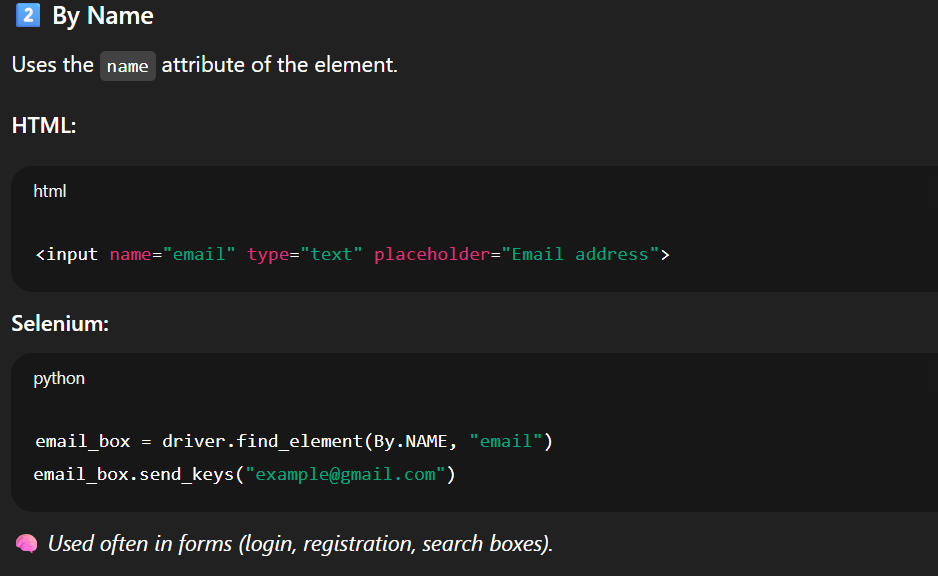 2️⃣ By Name
Uses the name attribute of the element.
HTML:
html
<input name="email" type="text" placeholder="Email address">
Selenium:
python
email_box = driver.find_element(By.NAME, "email")
email_box.send_keys("example@gmail.com")
🧠 Used often in forms (login, registration, search boxes).